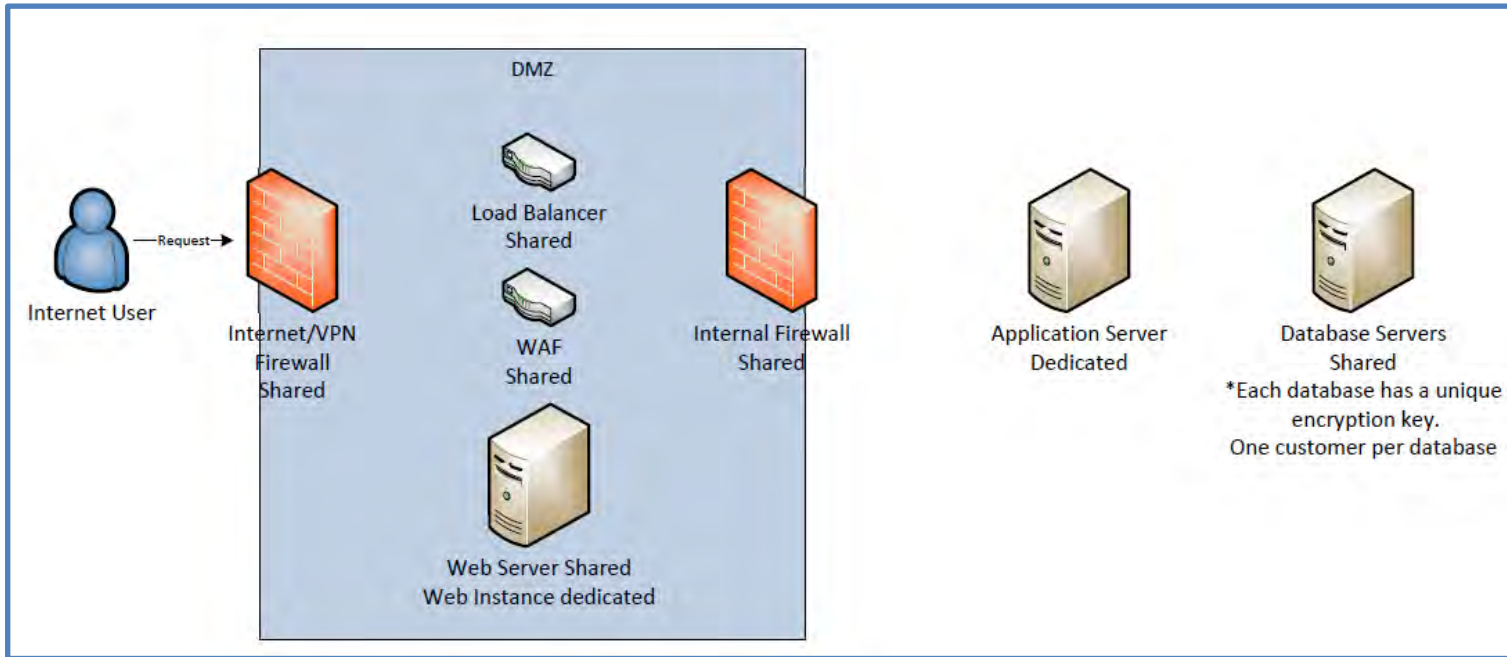 DMZ
Load Balancer
Shared
Request
Internet User
Internet/VPN
Firewall
Shared
WAF
Shared
Internal Firewall
Shared
Application Server
Dedicated
Database Servers
Shared
*Each database has a unique
encryption key.
One customer per database
Web Server Shared
Web Instance dedicated